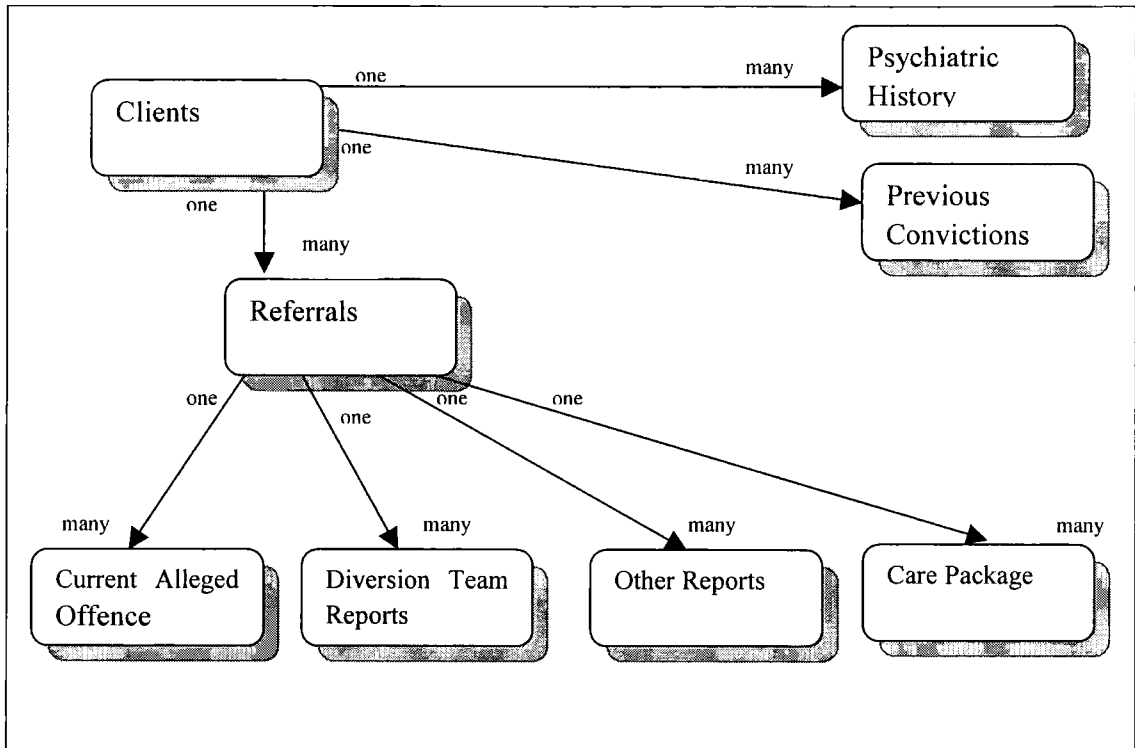 one
many
Psychiatric
History
Clients
one
many
Previous
Convictions
one
many
Referrals
one
one
one
one
many
many
many
many
Current Alleged
Offence
Diversion Team
Reports
Other Reports
Care Package